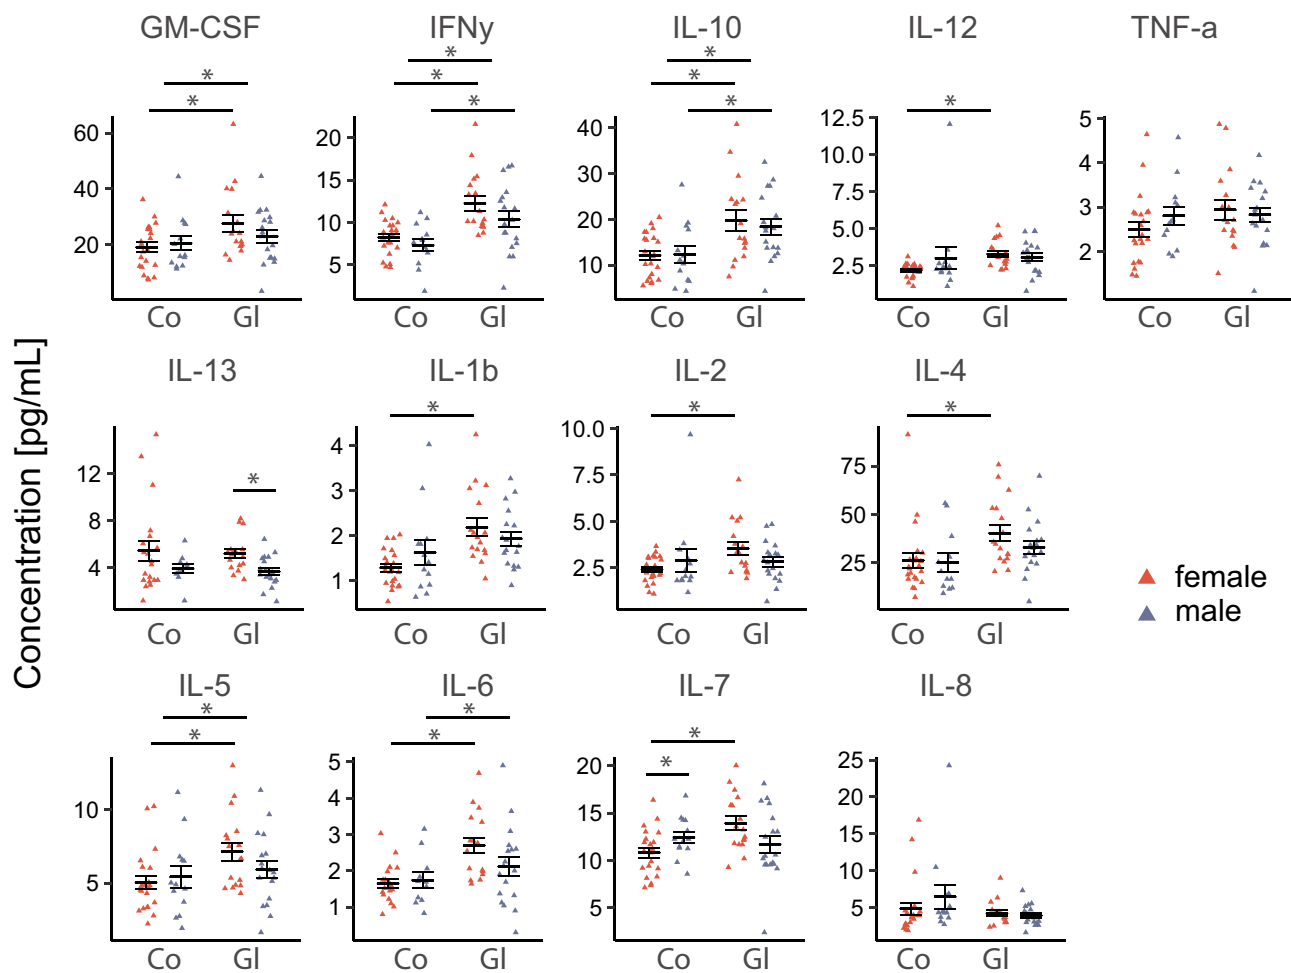 GM-CSF IFNy IL-10 IL-12 TNF-a
*
* * * * * *
* * *
60 40 20
20 15 10 5
40 30 20 10
12.5 10.0 7.5 5.0 2.5
5 4 3 2
Co Gl Co Gl Co Gl Co Gl Co Gl
Concentration [pg/mL]
IL-13 IL-1b IL-2 IL-4
* * * *
12 8 4
4 3 2 1
10.0 7.5 5.0 2.5
75 50 25
Co Gl Co Gl Co Gl Co Gl
female
male
IL-5 IL-6 IL-7 IL-8
* *
* * * *
10 5
5 4 3 2 1
20 15 10 5
25 20 15 10 5
Co Gl Co Gl Co Gl Co Gl